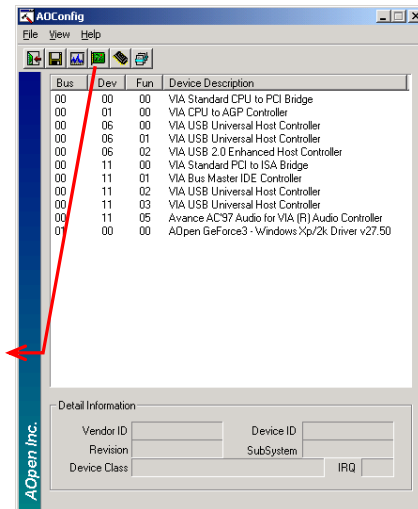 AOConfig
File View Help
Bus Dev Fun Device Description
00 00 00 VIA Standard CPU to PCI Bridge
00 01 00 VIA CPU to AGP Controller
00 06 00 VIA USB Universal Host Controller
00 06 01 VIA USB Universal Host Controller
00 06 02 VIA USB 2.0 Enhanced Host Controller
00 11 00 VIA Standard PCI to ISA Bridge
00 11 01 VIA Bus Master IDE Controller
00 11 02 VIA USB Universal Host Controller
00 11 03 VIA USB Universal Host Controller
00 11 05 Avance AC'97 Audio for VIA (R) Audio Controller
01 00 00 AOpen GeForce3 - Windows Xp/2k Driver v27.50
Detail Information
Vendor ID Device ID
Revision SubSystem
Device Class IRQ
AOpen Inc.